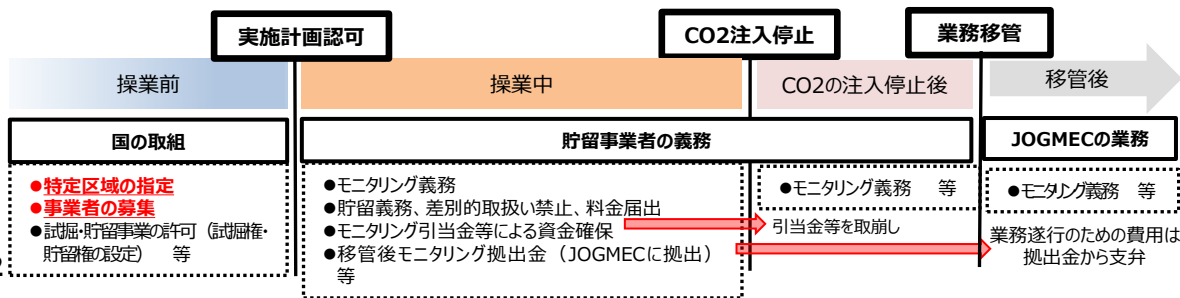 実施計画認可
CO2注入停止
業務移管
操業前
操業中
CO2の注入停止後
移管後
国の取組
貯留事業者の義務
JOGMECの業務
●特定区域の指定
●事業者の募集
●試掘・貯留事業の許可（試掘権・
貯留権の設定）　等
●モニタリング義務
●貯留義務、差別的取扱い禁止、料金届出
●モニタリング引当金等による資金確保
●移管後モニタリング拠出金（JOGMECに拠出）
等
●モニタリング義務　等
引当金等を取崩し
●モニタリング義務　等
業務遂行のための費用は
拠出金から支弁